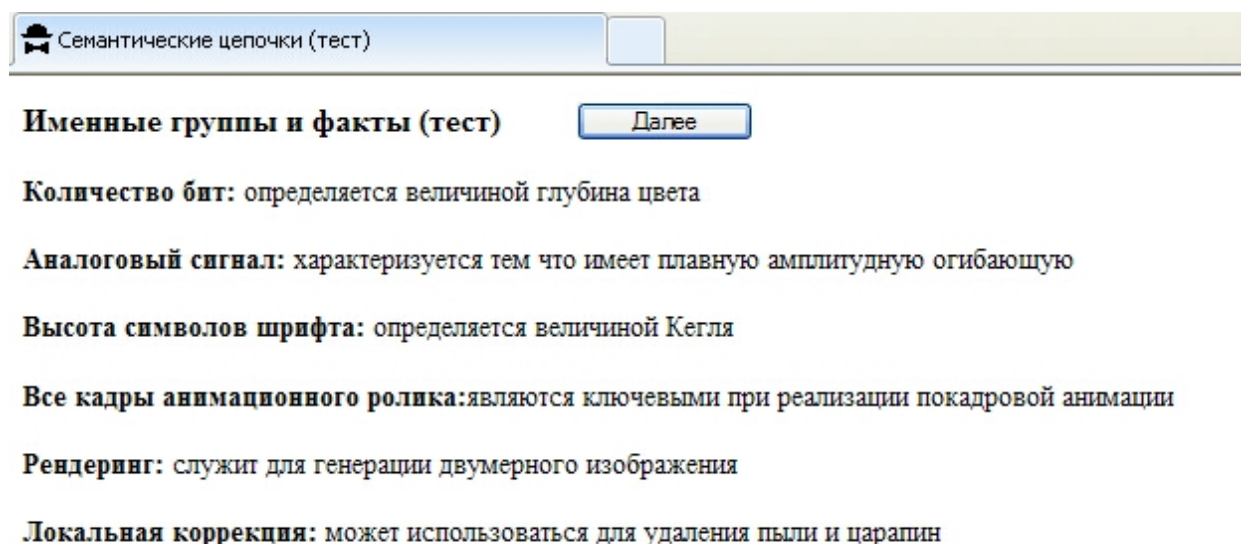 Семантические цепочки (тест)
Именные группы и факты (тест) Далее
Количество бит: определяется величиной глубина цвета
Аналоговый сигнал: характеризуется тем что имеет плавную амплитудную огибающую
Высота символов шрифта: определяется величиной Кегля
Все кадры анимационного ролика:являются ключевыми при реализации покадровой анимации
Рендеринг: служит для генерации двумерного изображения
Локальная коррекция: может использоваться для удаления пыли и царапин